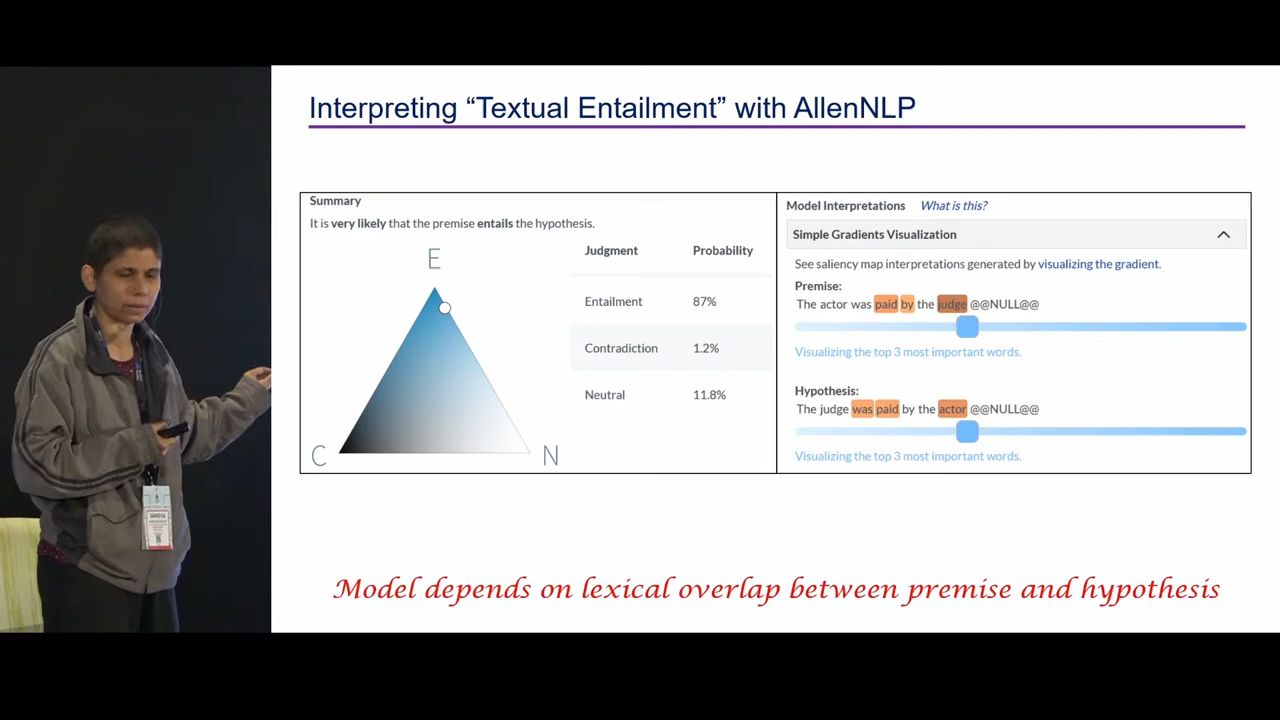 Interpreting “Textual Entailment” with AllenNLP
Summary
It is very likely that the premise entails the hypothesis.
E
C
N
Judgment Probability
Entailment 87%
Contradiction 1.2%
Neutral 11.8%
Model Interpretations What is this?
Simple Gradients Visualization
See saliency map interpretations generated by visualizing the gradient.
Premise:
The actor was paid by the judge @@NULL@@
Visualizing the top 3 most important words.
Hypothesis:
The judge was paid by the actor @@NULL@@
Visualizing the top 3 most important words.
Model depends on lexical overlap between premise and hypothesis